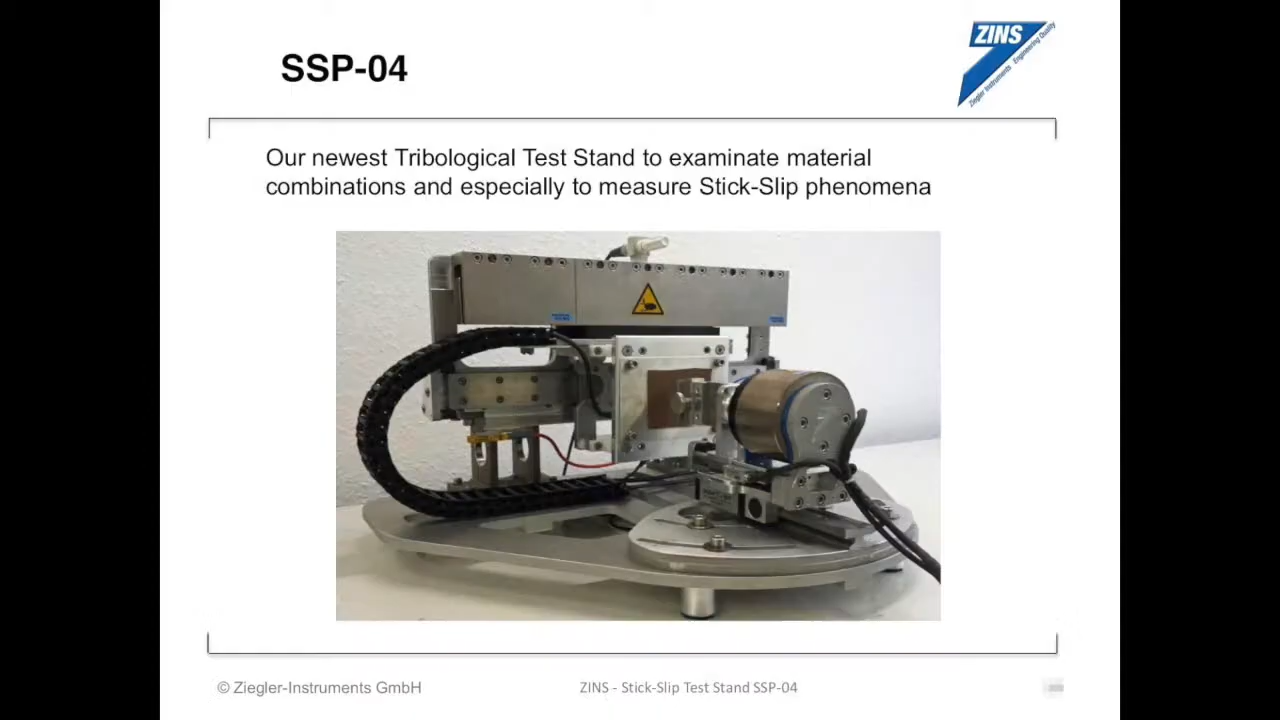 SSP-04
ZINS
Ziegler Instruments Engineering Quality
Our newest Tribological Test Stand to examinate material
combinations and especially to measure Stick-Slip phenomena
© Ziegler-Instruments GmbH
ZINS - Stick-Slip Test Stand SSP-04